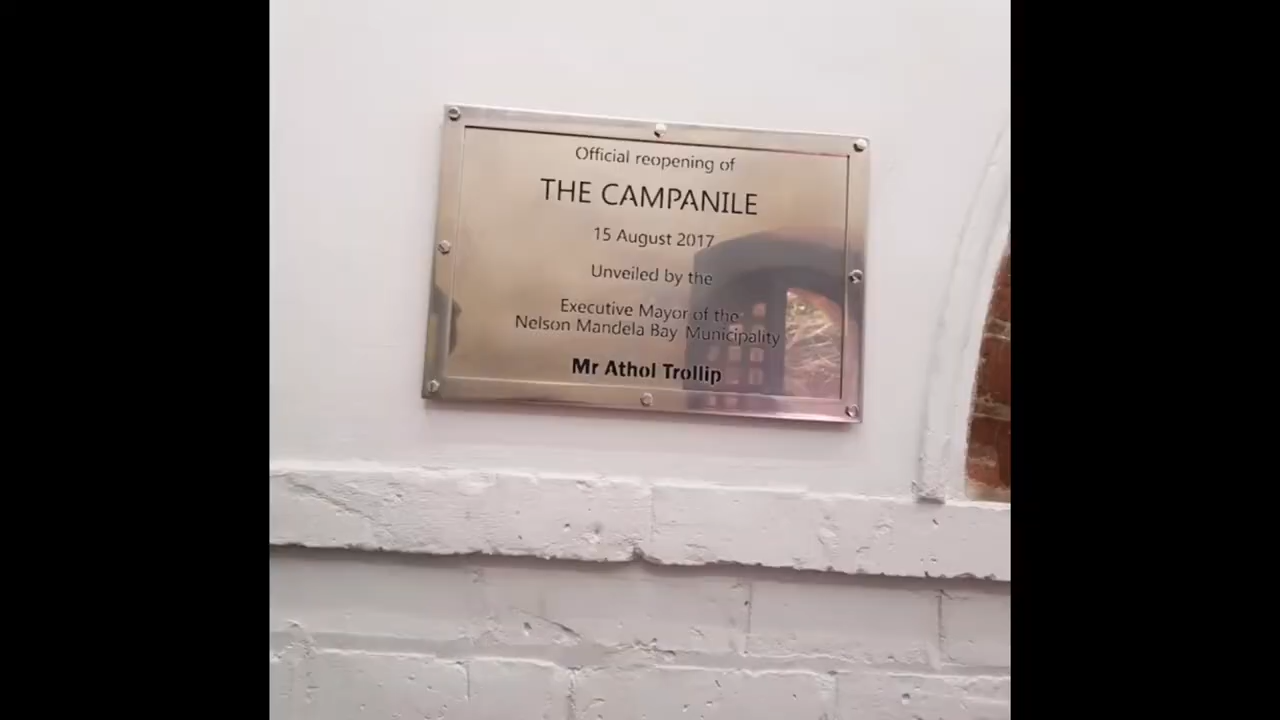 Official reopening of
THE CAMPANILE
15 August 2017
Unveiled by the
Executive Mayor of the
Nelson Mandela Bay Municipality
Mr Athol Trollip